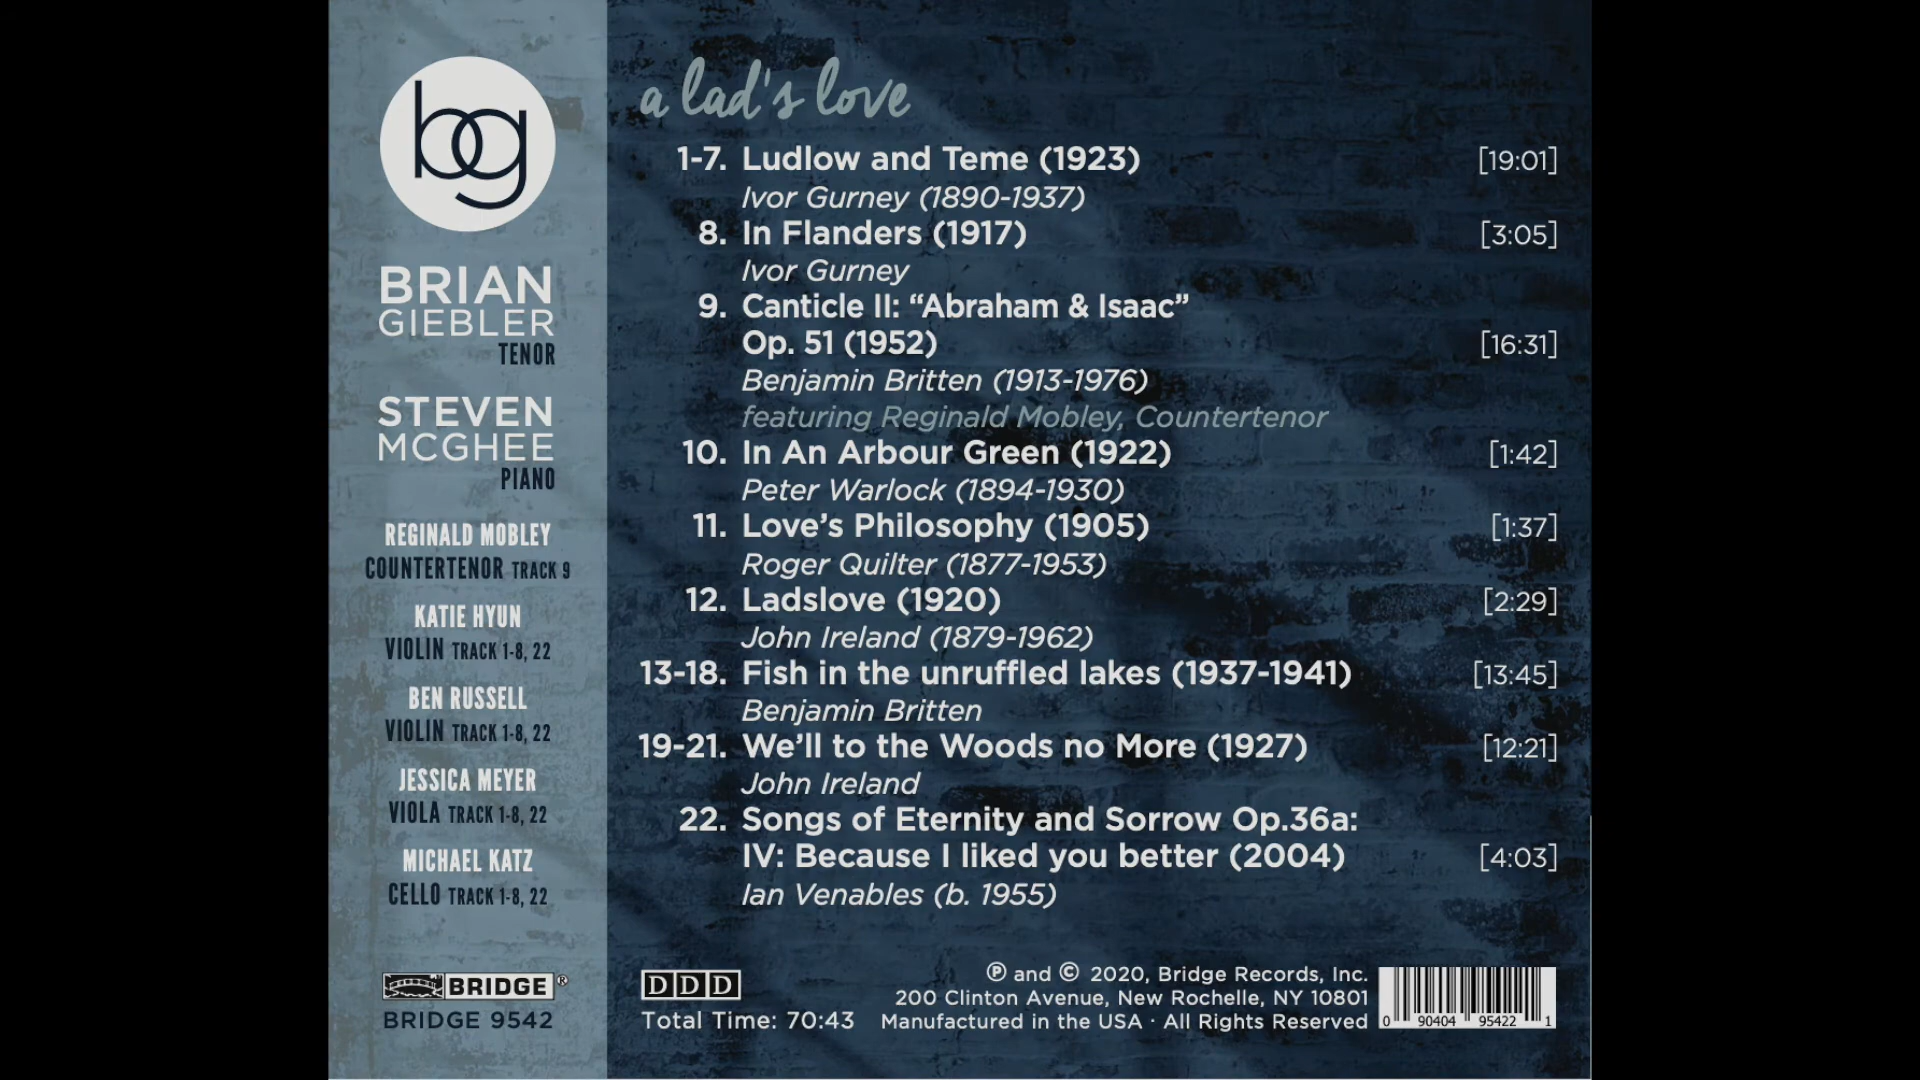 bg
BRIAN
GIEBLER
TENOR
STEVEN
MCGHEE
PIANO
REGINALD MOBLEY
COUNTERTENOR TRACK 9
KATIE HYUN
VIOLIN TRACK 1-8, 22
BEN RUSSELL
VIOLIN TRACK 1-8, 22
JESSICA MEYER
VIOLA TRACK 1-8, 22
MICHAEL KATZ
CELLO TRACK 1-8, 22
BRIDGE®
BRIDGE 9542
a lad's love
1-7. Ludlow and Teme (1923) [19:01]
Ivor Gurney (1890-1937)
8. In Flanders (1917) [3:05]
Ivor Gurney
9. Canticle II: “Abraham & Isaac”
Op. 51 (1952) [16:31]
Benjamin Britten (1913-1976)
featuring Reginald Mobley, Countertenor
10. In An Arbour Green (1922) [1:42]
Peter Warlock (1894-1930)
11. Love’s Philosophy (1905) [1:37]
Roger Quilter (1877-1953)
12. Ladslove (1920) [2:29]
John Ireland (1879-1962)
13-18. Fish in the unruffled lakes (1937-1941) [13:45]
Benjamin Britten
19-21. We’ll to the Woods no More (1927) [12:21]
John Ireland
22. Songs of Eternity and Sorrow Op.36a:
IV: Because I liked you better (2004) [4:03]
Ian Venables (b. 1955)
DDD
Total Time: 70:43
℗ and © 2020, Bridge Records, Inc.
200 Clinton Avenue, New Rochelle, NY 10801
Manufactured in the USA · All Rights Reserved
0 90404 95422 1